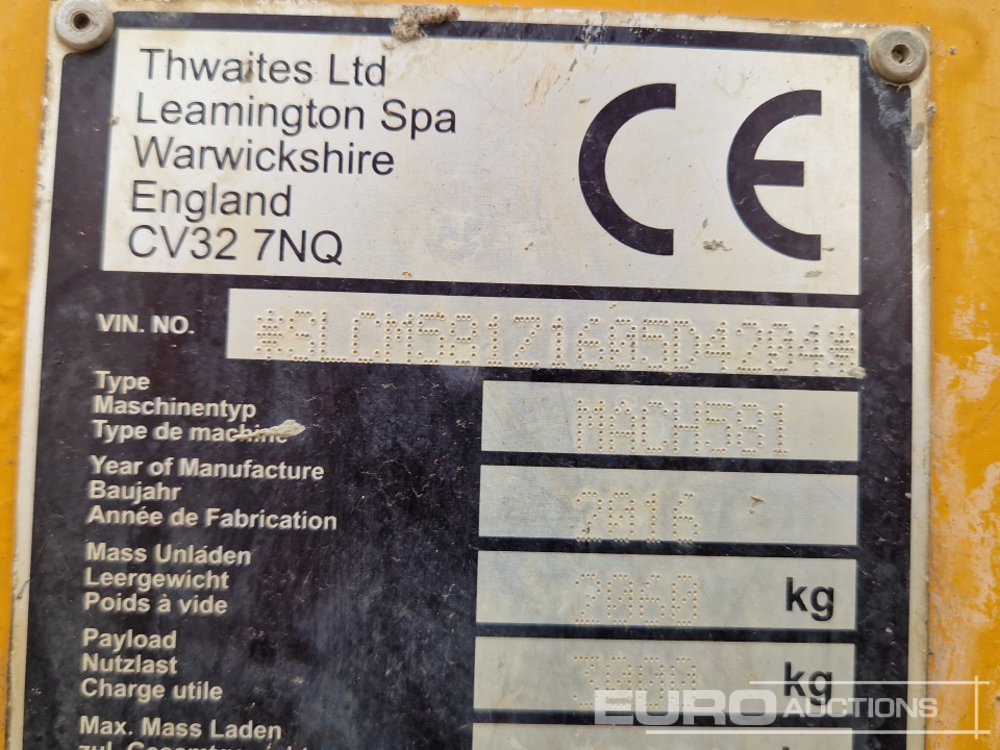 Thwaites Ltd
Leamington Spa
Warwickshire
England
CV32 7NQ
CE
VIN. NO. *SLCM581Z1605D4204*
Type
Maschinentyp MACH581
Type de machine
Year of Manufacture
Baujahr 2016
Année de Fabrication
Mass Unladen
Leergewicht 2060 kg
Poids à vide
Payload
Nutzlast 3000 kg
Charge utile
Max. Mass Laden
zul. Gesamtgewicht
EURO AUCTIONS